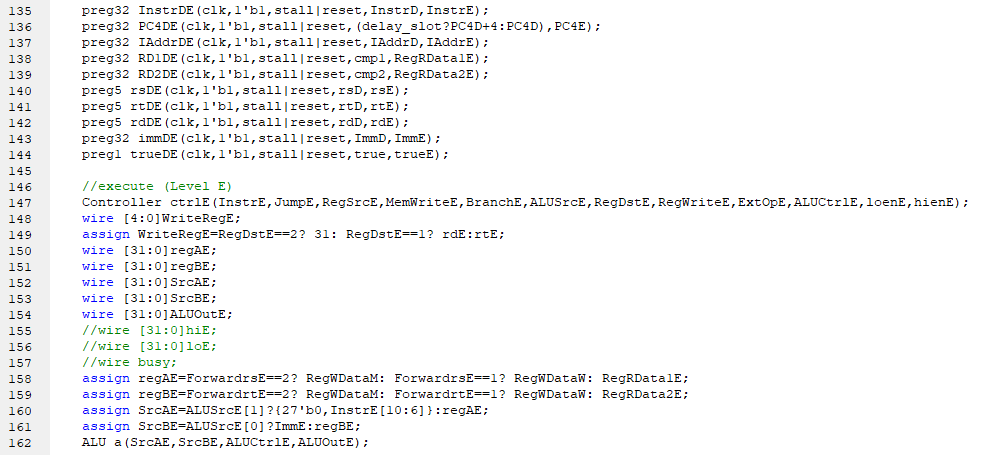 135 preg32 InstrDE(clk,1'b1,stall|reset,InstrD,InstrE);
136 preg32 PC4DE(clk,1'b1,stall|reset,(delay_slot?PC4D+4:PC4D),PC4E);
137 preg32 IAddrDE(clk,1'b1,stall|reset,IAddrD,IAddrE);
138 preg32 RD1DE(clk,1'b1,stall|reset,cmp1,RegRData1E);
139 preg32 RD2DE(clk,1'b1,stall|reset,cmp2,RegRData2E);
140 preg5 rsDE(clk,1'b1,stall|reset,rsD,rsE);
141 preg5 rtDE(clk,1'b1,stall|reset,rtD,rtE);
142 preg5 rdDE(clk,1'b1,stall|reset,rdD,rdE);
143 preg32 immDE(clk,1'b1,stall|reset,ImmD,ImmE);
144 preg1 trueDE(clk,1'b1,stall|reset,true,trueE);
145
146 //execute (Level E)
147 Controller ctrlE(InstrE,JumpE,RegSrcE,MemWriteE,BranchE,ALUSrcE,RegDstE,RegWriteE,ExtOpE,ALUCtrlE,loenE,hienE);
148 wire [4:0]WriteRegE;
149 assign WriteRegE=RegDstE==2? 31: RegDstE==1? rdE:rtE;
150 wire [31:0]regAE;
151 wire [31:0]regBE;
152 wire [31:0]SrcAE;
153 wire [31:0]SrcBE;
154 wire [31:0]ALUOutE;
155 //wire [31:0]hiE;
156 //wire [31:0]loE;
157 //wire busy;
158 assign regAE=ForwardrsE==2? RegWDataM: ForwardrsE==1? RegWDataW: RegRData1E;
159 assign regBE=ForwardrtE==2? RegWDataM: ForwardrtE==1? RegWDataW: RegRData2E;
160 assign SrcAE=ALUSrcE[1]?{27'b0,InstrE[10:6]}:regAE;
161 assign SrcBE=ALUSrcE[0]?ImmE:regBE;
162 ALU a(SrcAE,SrcBE,ALUCtrlE,ALUOutE);